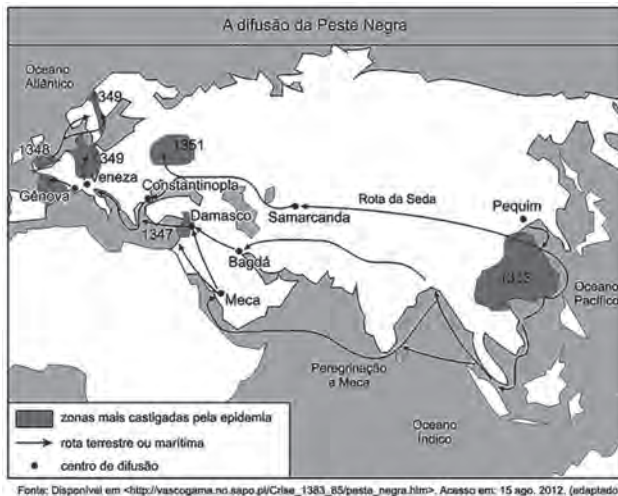 A difusão da Peste Negra
Oceano
Atlântico
1349
1348
1349
1351
Veneza
Gênova
Constantinopla
Damasco
1347
Samarcanda
Rota da Seda
Pequim
Bagdá
Meca
Oceano
Pacífico
Peregrinação
a Meca
Oceano
Índico
zonas mais castigadas pela epidemia
rota terrestre ou marítima
centro de difusão
Fonte: Disponível em <http://vascogama.no.sapo.pt/Crise_1383_85/peste_negra.htm>. Acesso em: 15 ago. 2012. (adaptado